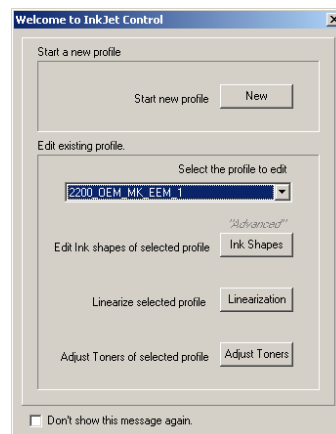 Welcome to InkJet Control
Start a new profile
Start new profile New
Edit existing profile.
Select the profile to edit
2200_OEM_MK_EEM_1
"Advanced"
Edit Ink shapes of selected profile Ink Shapes
Linearize selected profile Linearization
Adjust Toners of selected profile Adjust Toners
Don't show this message again.